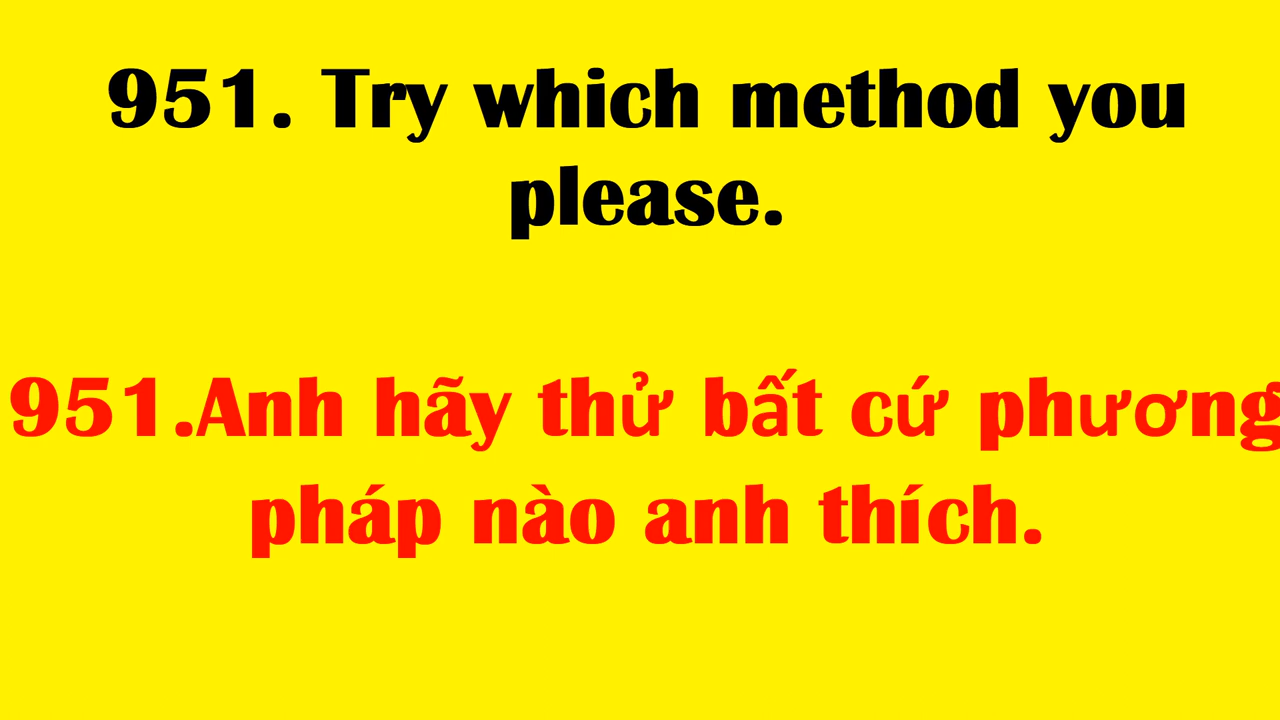 951. Try which method you
please.
951.Anh hãy thử bất cứ phương
pháp nào anh thích.